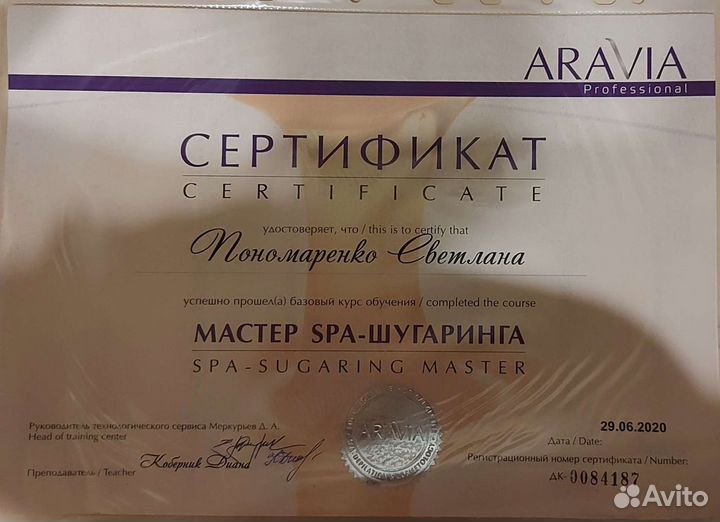 ARAVIA
Professional
СЕРТИФИКАТ
CERTIFICATE
удостоверяет, что / this is to certify that
Пономаренко Светлана
успешно прошел(а) базовый курс обучения / completed the course
МАСТЕР SPA-ШУГАРИНГА
SPA-SUGARING MASTER
Руководитель технологического сервиса Меркурьев Д. А.
Head of training center
Преподаватель / Teacher
Коберник Диана
ARAVIA
29.06.2020
Дата / Date:
Регистрационный номер сертификата / Number:
ДК-0084187
Avito